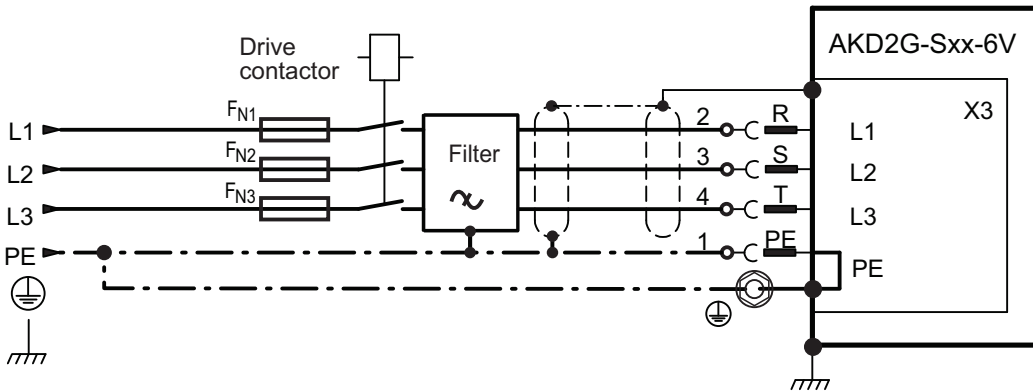 AKD2G-Sxx-6V
Drive
contactor
X3
L1
FN1
2
R
L1
L2
FN2
Filter
3
S
L2
L3
FN3
4
T
L3
PE
1
PE
PE